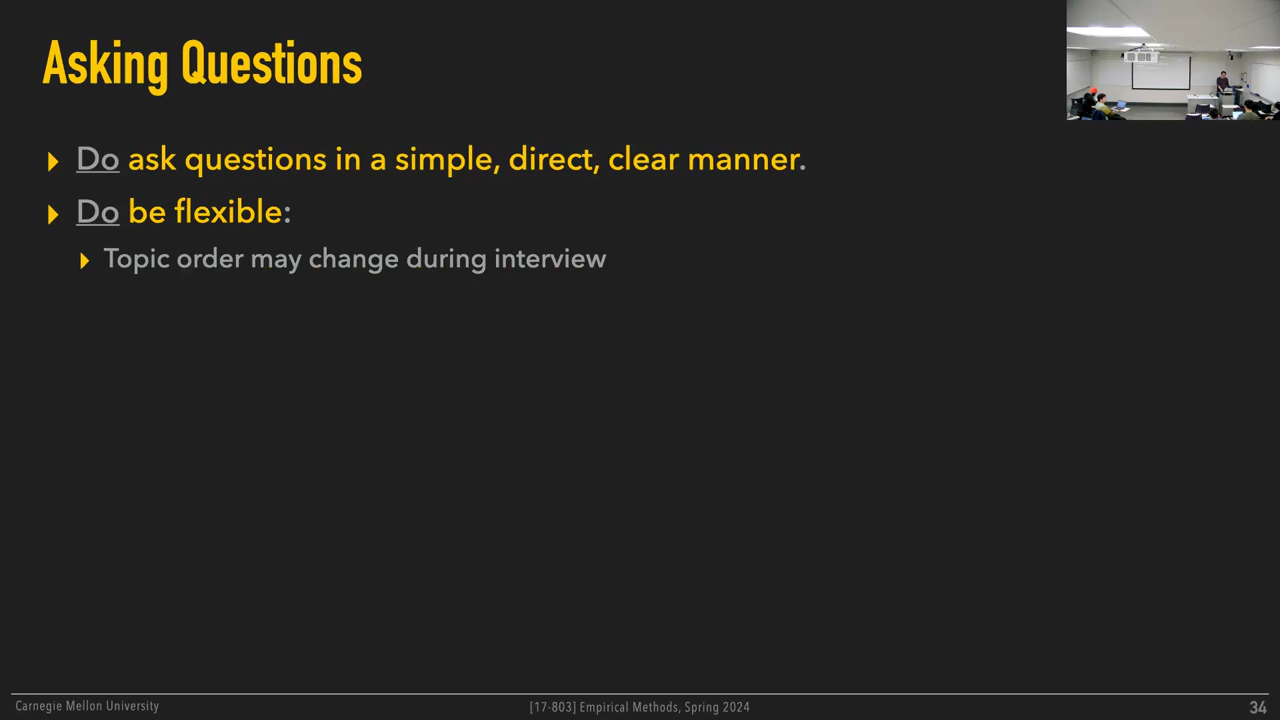 Asking Questions
Do ask questions in a simple, direct, clear manner.
Do be flexible:
Topic order may change during interview
Carnegie Mellon University
[17-803] Empirical Methods, Spring 2024
34